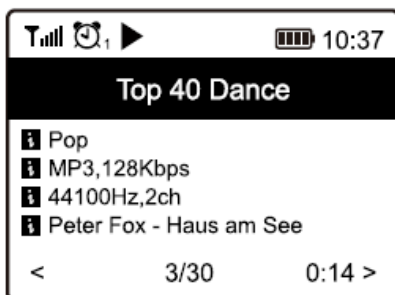 1 10:37
Top 40 Dance
i Pop
i MP3,128Kbps
i 44100Hz,2ch
i Peter Fox - Haus am See
< 3/30 0:14 >